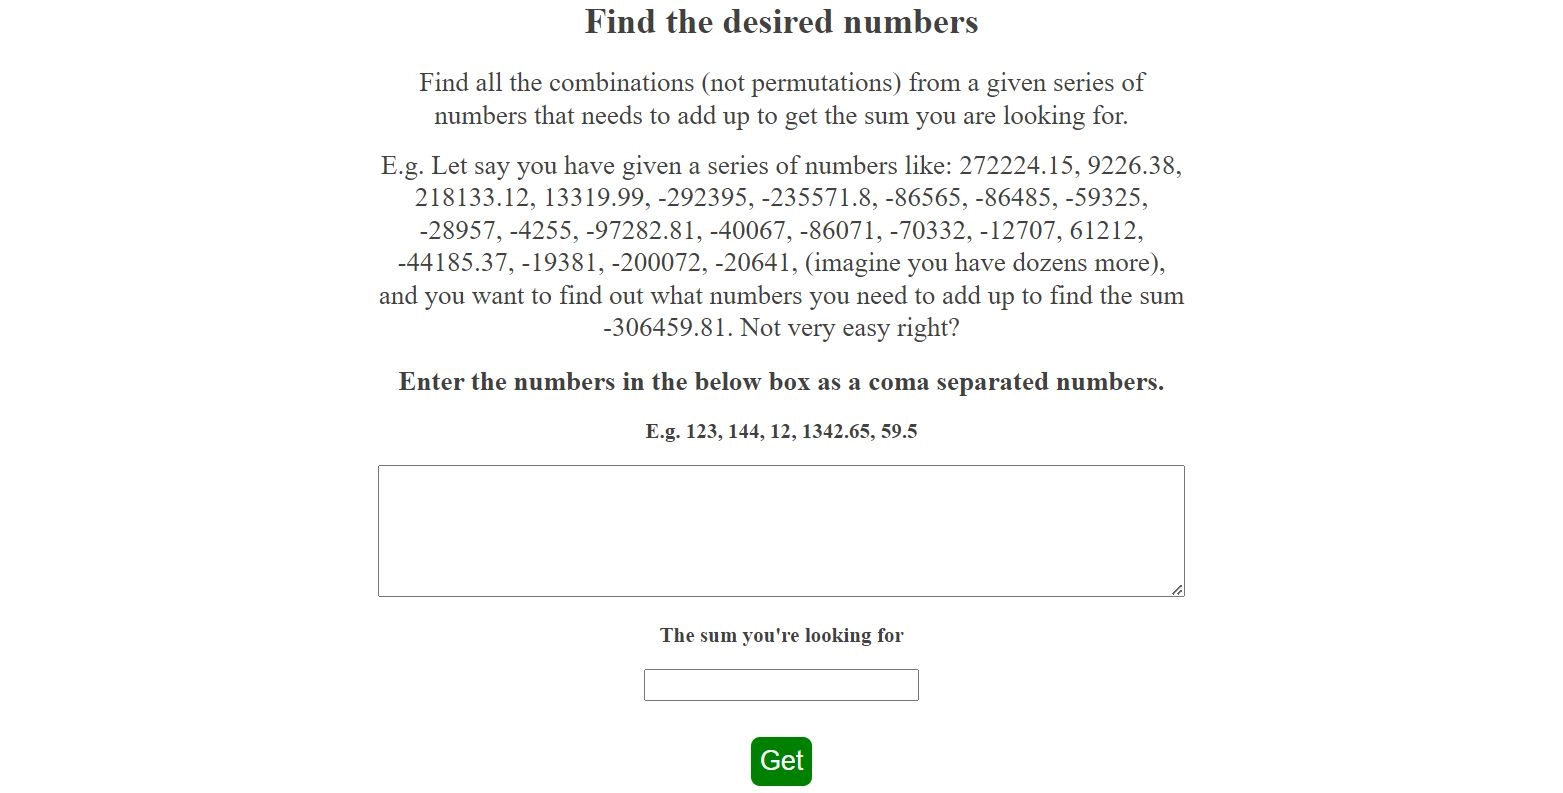 Find the desired numbers
Find all the combinations (not permutations) from a given series of
numbers that needs to add up to get the sum you are looking for.
E.g. Let say you have given a series of numbers like: 272224.15, 9226.38,
218133.12, 13319.99, -292395, -235571.8, -86565, -86485, -59325,
-28957, -4255, -97282.81, -40067, -86071, -70332, -12707, 61212,
-44185.37, -19381, -200072, -20641, (imagine you have dozens more),
and you want to find out what numbers you need to add up to find the sum
-306459.81. Not very easy right?
Enter the numbers in the below box as a coma separated numbers.
E.g. 123, 144, 12, 1342.65, 59.5
The sum you're looking for
Get